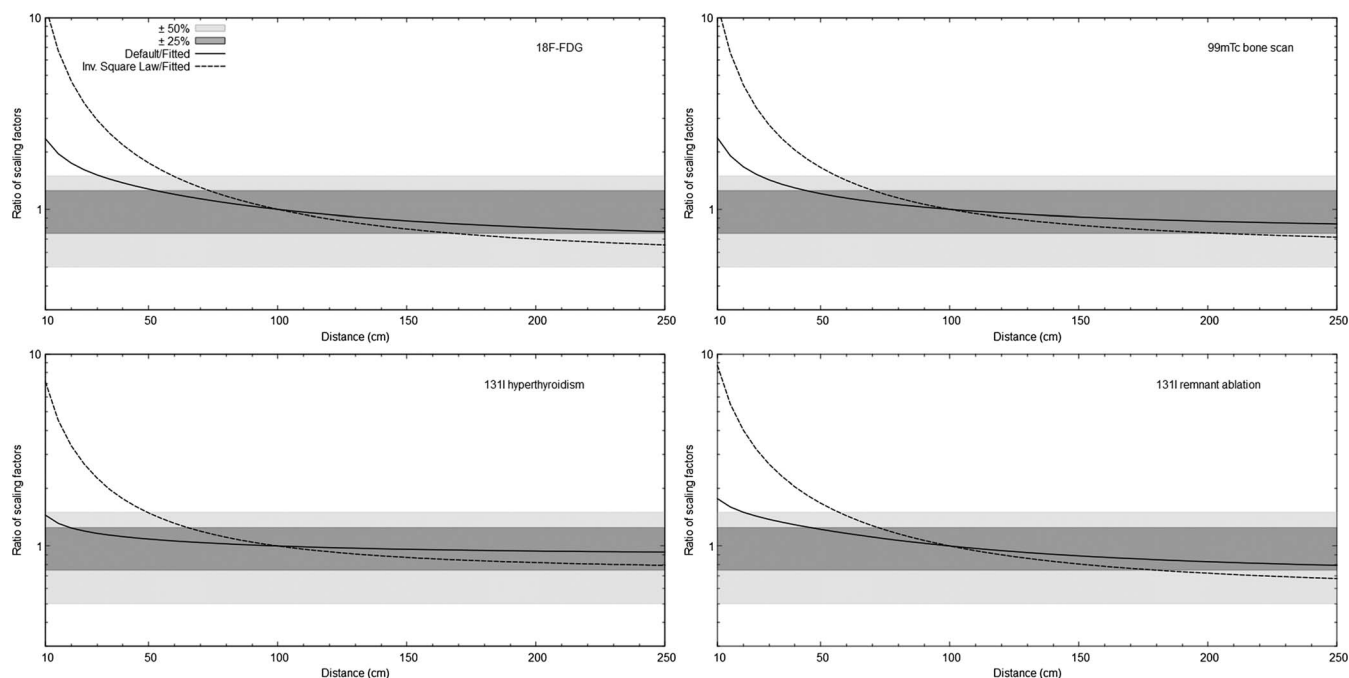 10
± 50%
± 25%
Default/Fitted
Inv. Square Law/Fitted
18F-FDG
Ratio of scaling factors
1
10 50 100 150 200 250
Distance (cm)
10
99mTc bone scan
Ratio of scaling factors
1
10 50 100 150 200 250
Distance (cm)
10
131I hyperthyroidism
Ratio of scaling factors
1
10 50 100 150 200 250
Distance (cm)
10
131I remnant ablation
Ratio of scaling factors
1
10 50 100 150 200 250
Distance (cm)